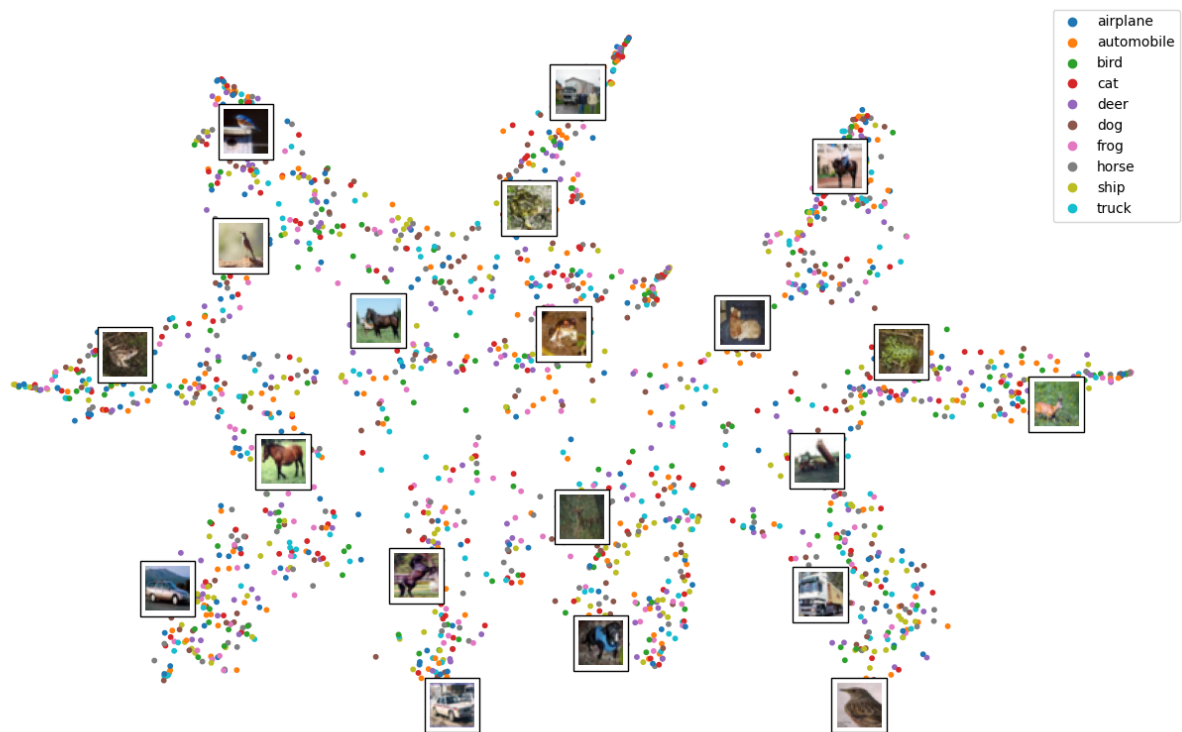 airplane
automobile
bird
cat
deer
dog
frog
horse
ship
truck